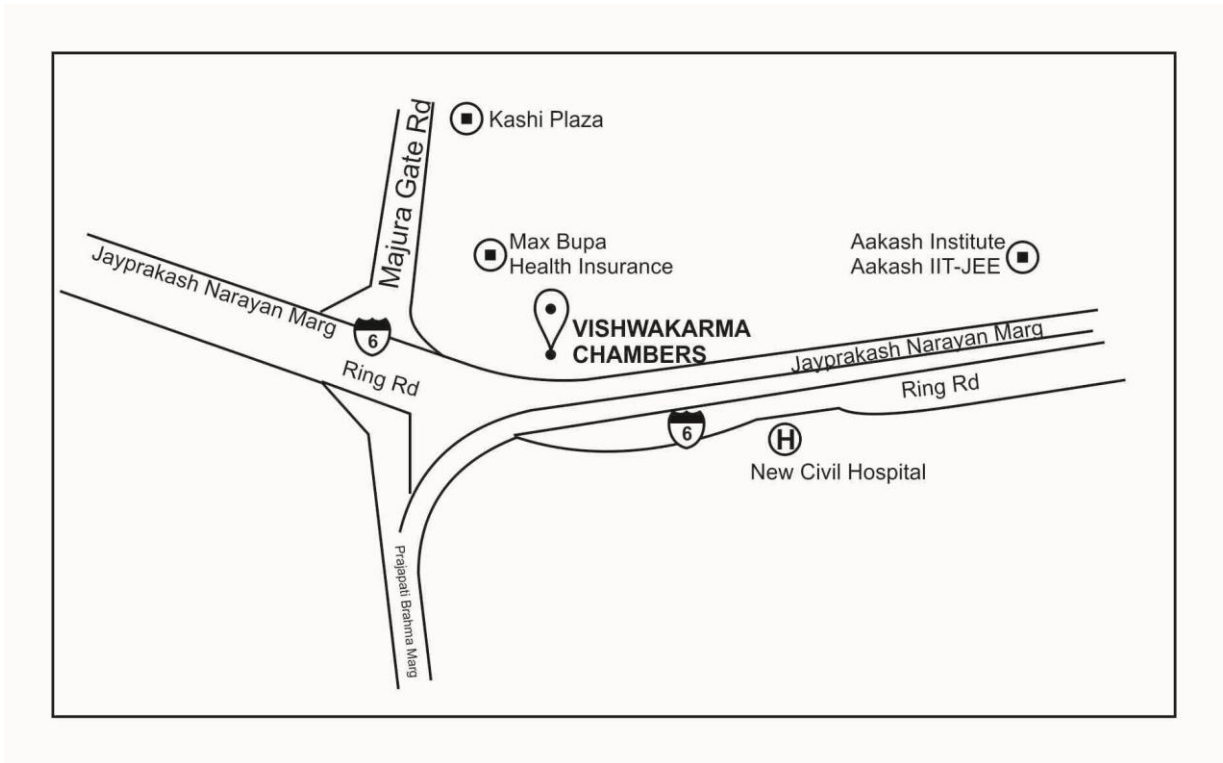 Majura Gate Rd
Kashi Plaza
Jayprakash Narayan Marg
6
Ring Rd
Max Bupa
Health Insurance
Aakash Institute
Aakash IIT-JEE
VISHWAKARMA
CHAMBERS
Jayprakash Narayan Marg
Ring Rd
6
H
New Civil Hospital
Prajapati Brahma Marg